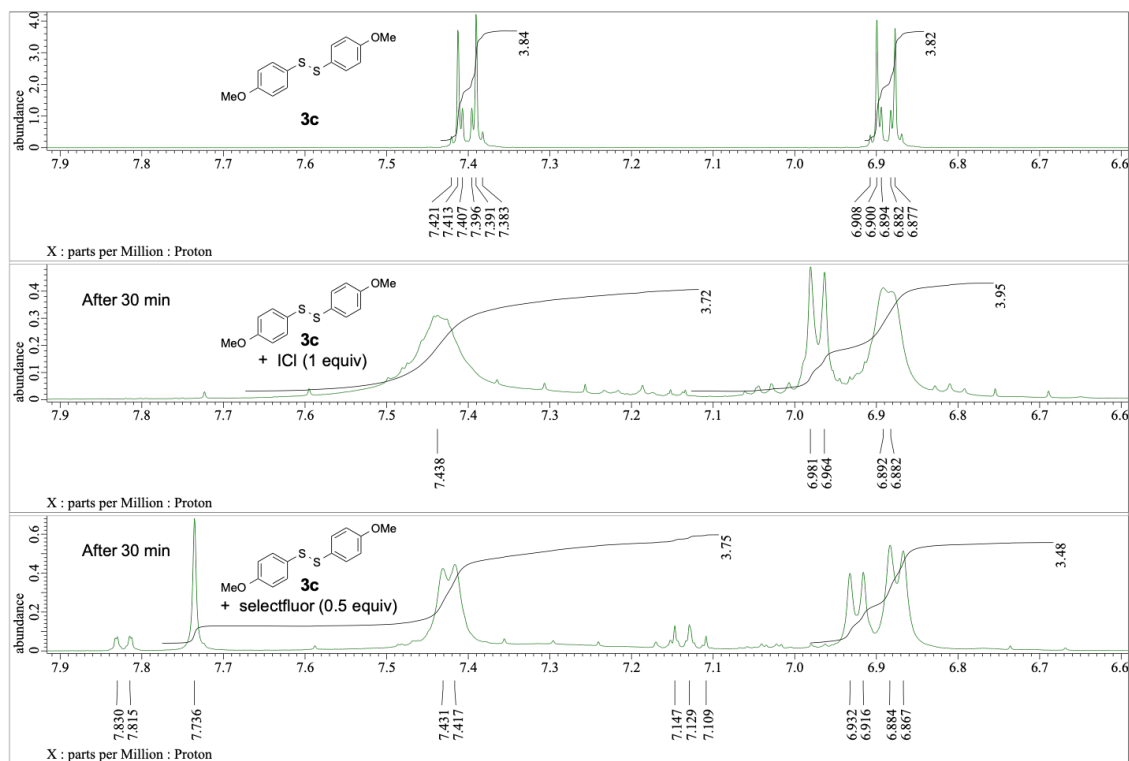 abundance
4.0
3.0
2.0
1.0
0
OMe
S
S
MeO
3c
3.84
3.82
7.9 7.8 7.7 7.6 7.5 7.4 7.3 7.2 7.1 7.0 6.9 6.8 6.7 6.6
7.421
7.413
7.407
7.396
7.391
7.383
6.908
6.900
6.894
6.882
6.877
X : parts per Million : Proton
abundance
0.4
0.3
0.2
0.1
0
After 30 min
OMe
S
S
MeO
3c
+ ICl (1 equiv)
3.72
3.95
7.9 7.8 7.7 7.6 7.5 7.4 7.3 7.2 7.1 7.0 6.9 6.8 6.7 6.6
7.438
6.981
6.964
6.892
6.882
X : parts per Million : Proton
abundance
0.6
0.4
0.2
0
After 30 min
OMe
S
S
MeO
3c
+ selectfluor (0.5 equiv)
3.75
3.48
7.9 7.8 7.7 7.6 7.5 7.4 7.3 7.2 7.1 7.0 6.9 6.8 6.7 6.6
7.830
7.815
7.736
7.431
7.417
7.147
7.129
7.109
6.932
6.916
6.884
6.867
X : parts per Million : Proton